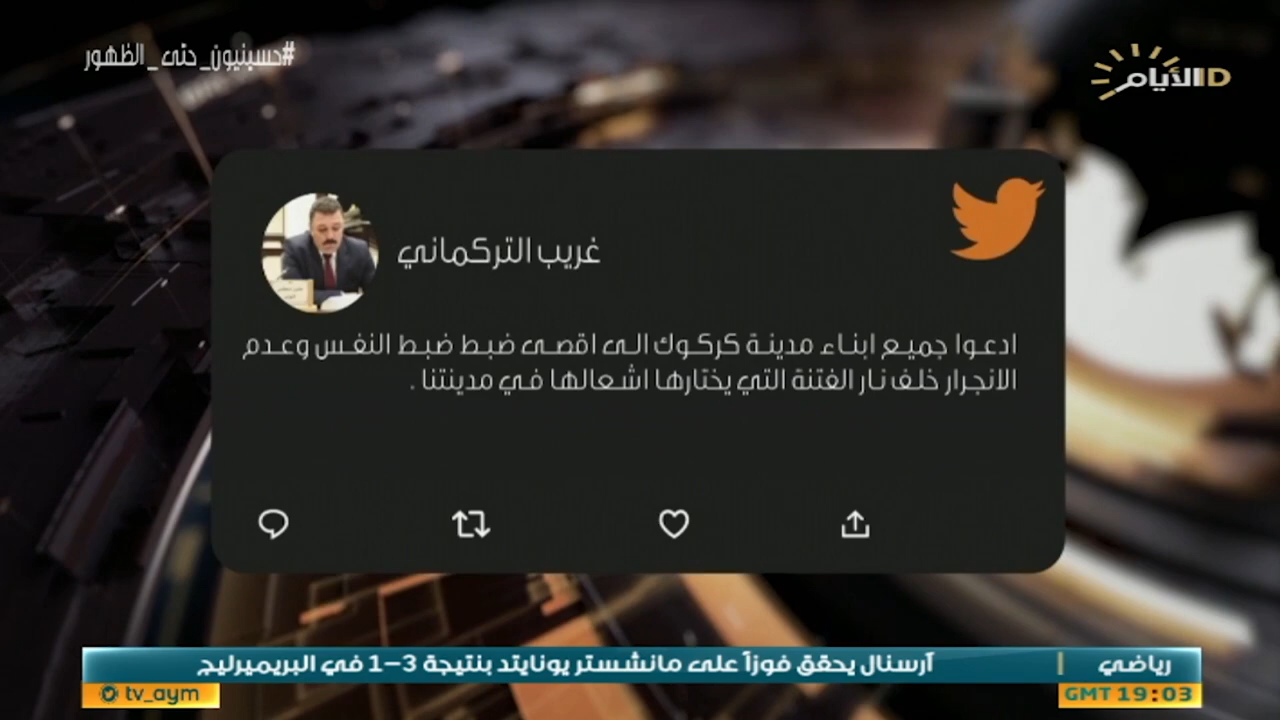 #حسينيون_حتى_الظهور
الأيام
غريب التركماني
ادعوا جميع ابناء مدينة كركوك الى اقصى ضبط ضبط النفس وعدم
الانجرار خلف نار الفتنة التي يختارها اشعالها في مدينتنا .
رياضي | آرسنال يحقق فوزاً على مانشستر يونايتد بنتيجة 3-1 في البريميرليج
tv_aym
GMT 19:03